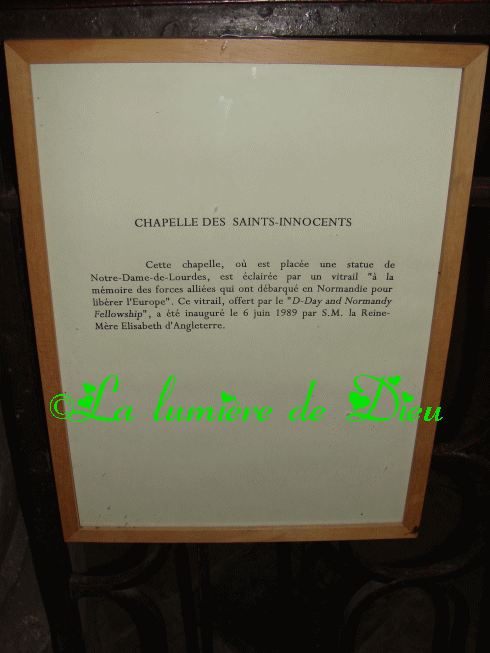 CHAPELLE DES SAINTS-INNOCENTS
Cette chapelle, où est placée une statue de
Notre-Dame-de-Lourdes, est éclairée par un vitrail "à la
mémoire des forces alliées qui ont débarqué en Normandie pour
libérer l'Europe". Ce vitrail, offert par le "D-Day and Normandy
Fellowship", a été inauguré le 6 juin 1989 par S.M. la Reine-
Mère Elisabeth d'Angleterre.
©La lumière de Dieu